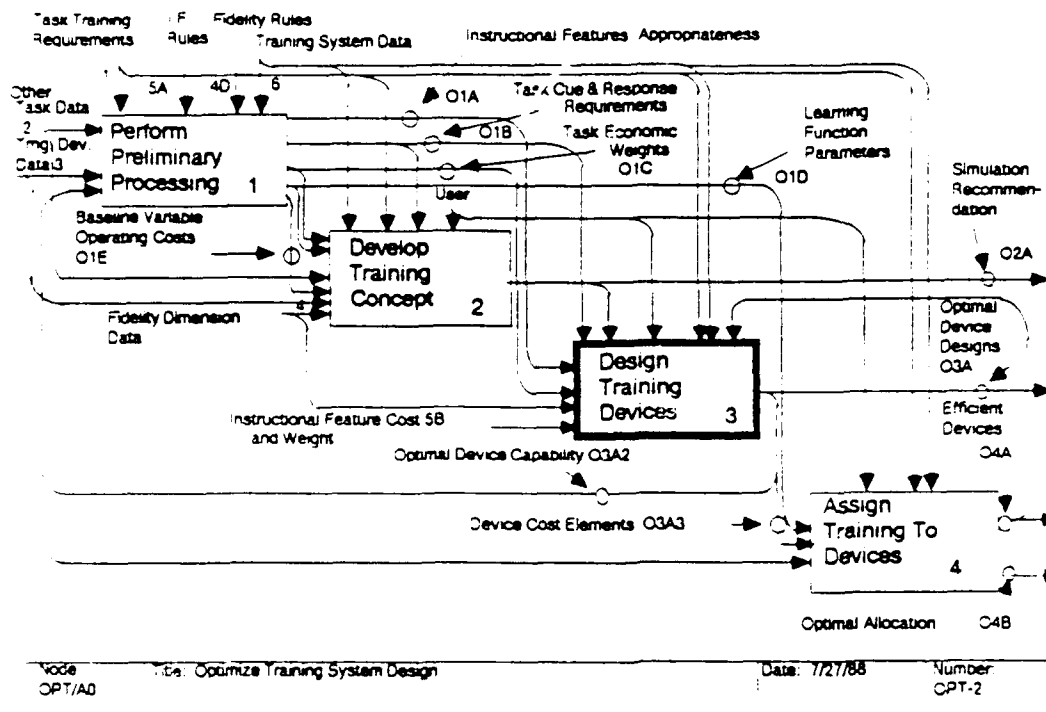 Task Training
Requirements
Rules
Fidelity Rules
Training System Data
Instructional Features Appropriateness
5A
4D
6
Other
Task Data
2
Perform
Preliminary
Processing 1
O1A
Task Cue & Response
Requirements
O1B
Task Economic
Weights
O1C
User
Learning
Function
Parameters
O1D
Simulation
Recommen-
dation
O2A
Baseline Variable
Operating Costs
O1E
Develop
Training
Concept 2
4
Fidelity Dimension
Data
Optimal
Device
Designs
O3A
Design
Training
Devices 3
Efficient
Devices
O4A
Instructional Feature Cost 5B
and Weight
Optimal Device Capability O3A2
Device Cost Elements O3A3
Assign
Training To
Devices 4
Optimal Allocation O4B
Node
OPT/A0
Title: Optimize Training System Design
Date: 7/27/88
Number:
OPT-2